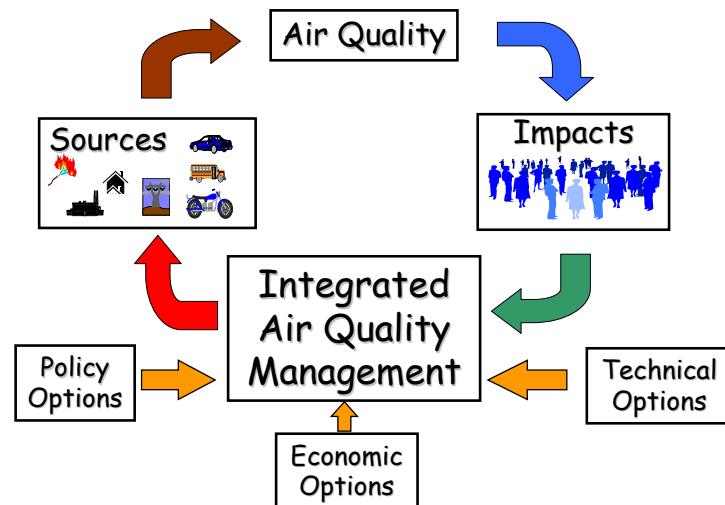 Air Quality
Sources
Impacts
Integrated
Air Quality
Management
Policy
Options
Technical
Options
Economic
Options